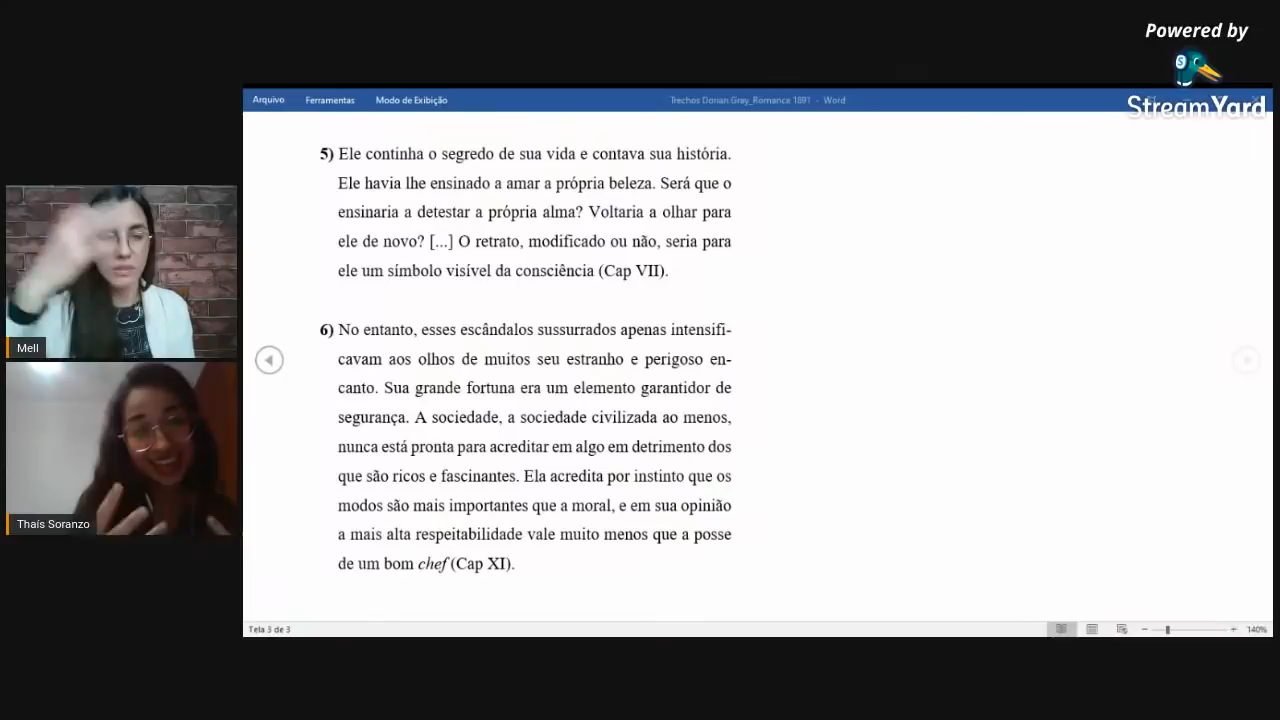 Powered by
StreamYard
Arquivo Ferramentas Modo de Exibição Trechos Dorian Gray_Romance 1891 - Word
5) Ele continha o segredo de sua vida e contava sua história.
Ele havia lhe ensinado a amar a própria beleza. Será que o
ensinaria a detestar a própria alma? Voltaria a olhar para
ele de novo? [...] O retrato, modificado ou não, seria para
ele um símbolo visível da consciência (Cap VII).
6) No entanto, esses escândalos sussurrados apenas intensifi-
cavam aos olhos de muitos seu estranho e perigoso en-
canto. Sua grande fortuna era um elemento garantidor de
segurança. A sociedade, a sociedade civilizada ao menos,
nunca está pronta para acreditar em algo em detrimento dos
que são ricos e fascinantes. Ela acredita por instinto que os
modos são mais importantes que a moral, e em sua opinião
a mais alta respeitabilidade vale muito menos que a posse
de um bom chef (Cap XI).
Mell
Thaís Soranzo
Tela 3 de 3
140%